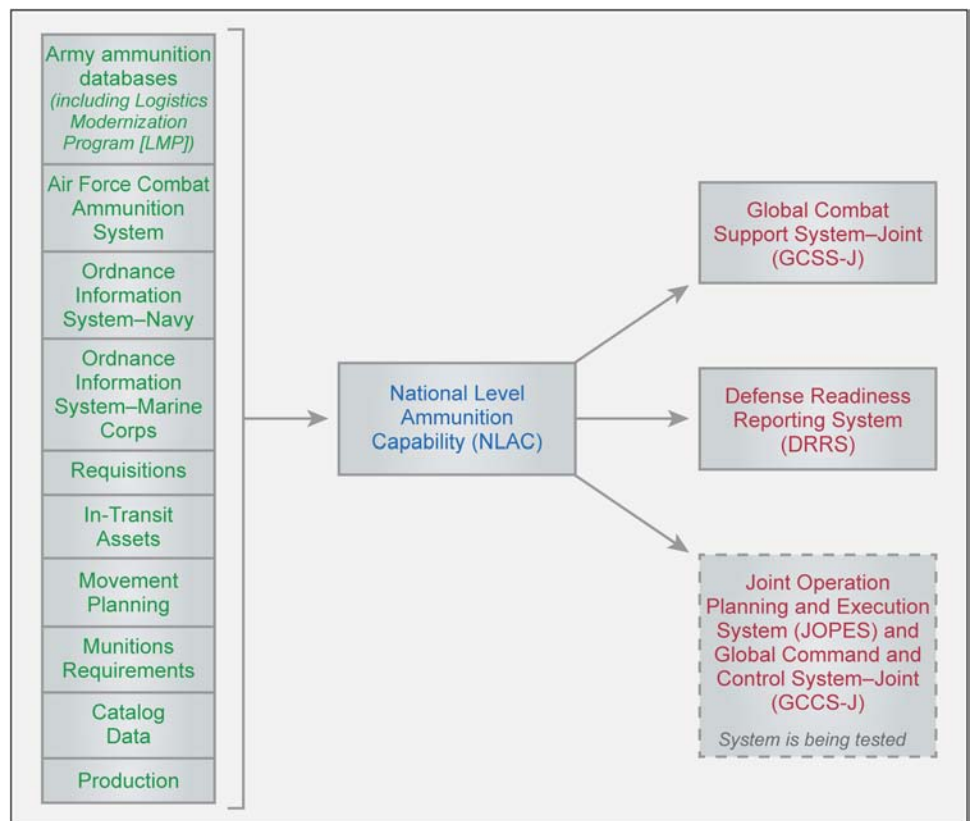 Army ammunition
databases
(including Logistics
Modernization
Program [LMP])
Air Force Combat
Ammunition
System
Ordnance
Information
System–Navy
Ordnance
Information
System–Marine
Corps
Requisitions
In-Transit
Assets
Movement
Planning
Munitions
Requirements
Catalog
Data
Production
National Level
Ammunition
Capability (NLAC)
Global Combat
Support System–Joint
(GCSS-J)
Defense Readiness
Reporting System
(DRRS)
Joint Operation
Planning and Execution
System (JOPES) and
Global Command and
Control System–Joint
(GCCS-J)
System is being tested